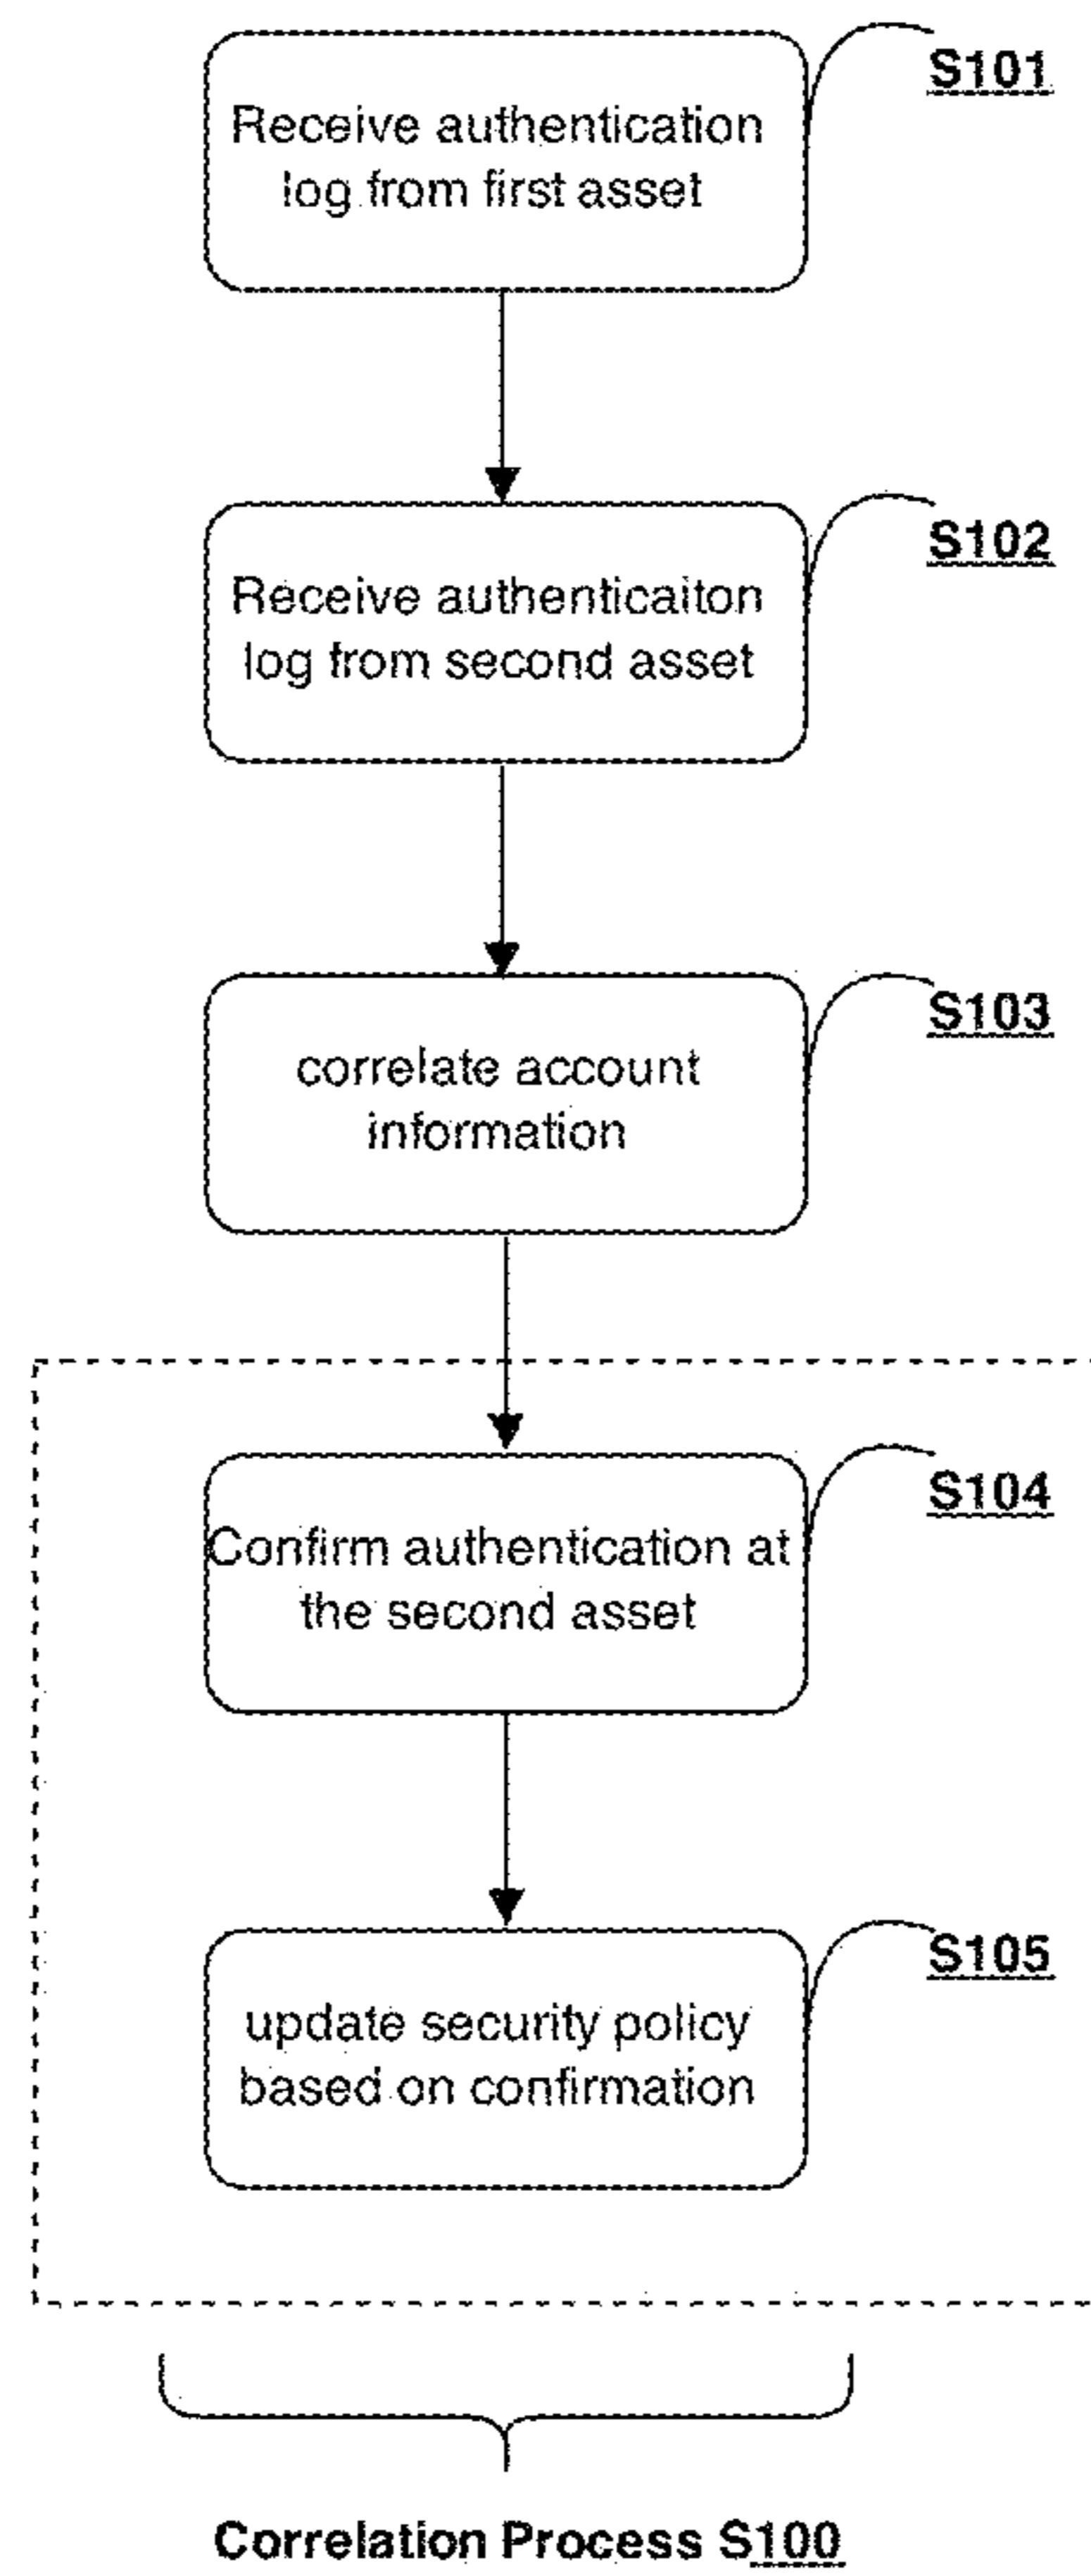 S101
Receive authentication
log from first asset
S102
Receive authenticaiton
log from second asset
S103
correlate account
information
S104
Confirm authentication at
the second asset
S105
update security policy
based on confirmation
Correlation Process S100